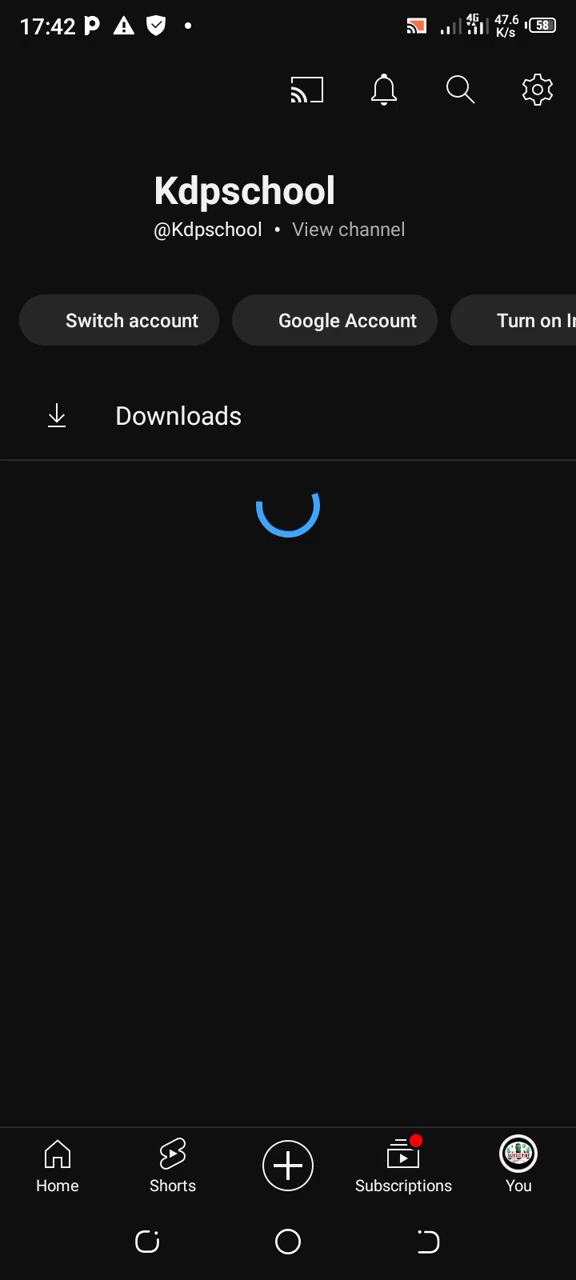 17:42 4G 47.6 K/s 58
Kdpschool
@Kdpschool • View channel
Switch account Google Account Turn on
Downloads
Home Shorts Subscriptions You